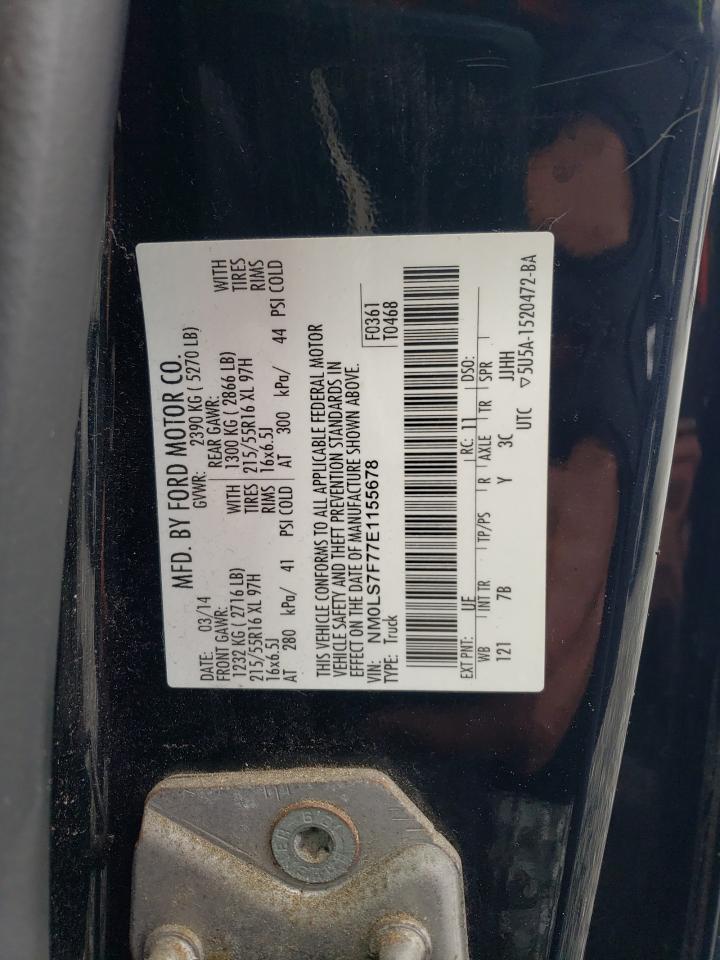 MFD. BY FORD MOTOR CO.
DATE: 03/14 GVWR: 2390 KG ( 5270 LB)
FRONT GAWR: REAR GAWR:
1232 KG ( 2716 LB) WITH 1300 KG ( 2866 LB) WITH
215/55R16 XL 97H TIRES 215/55R16 XL 97H TIRES
16x6.5J RIMS 16x6.5J RIMS
AT 280 kPa/ 41 PSI COLD AT 300 kPa/ 44 PSI COLD
THIS VEHICLE CONFORMS TO ALL APPLICABLE FEDERAL MOTOR
VEHICLE SAFETY AND THEFT PREVENTION STANDARDS IN
EFFECT ON THE DATE OF MANUFACTURE SHOWN ABOVE.
VIN: NM0LS7F77E1155678 F0361
TYPE: Truck T0468
EXT PNT: UE RC: 11 DSO:
WB INT TR TP/PS R AXLE TR SPR
121 7B Y 3C JJHH
UTC ▽5U5A-1520472-BA